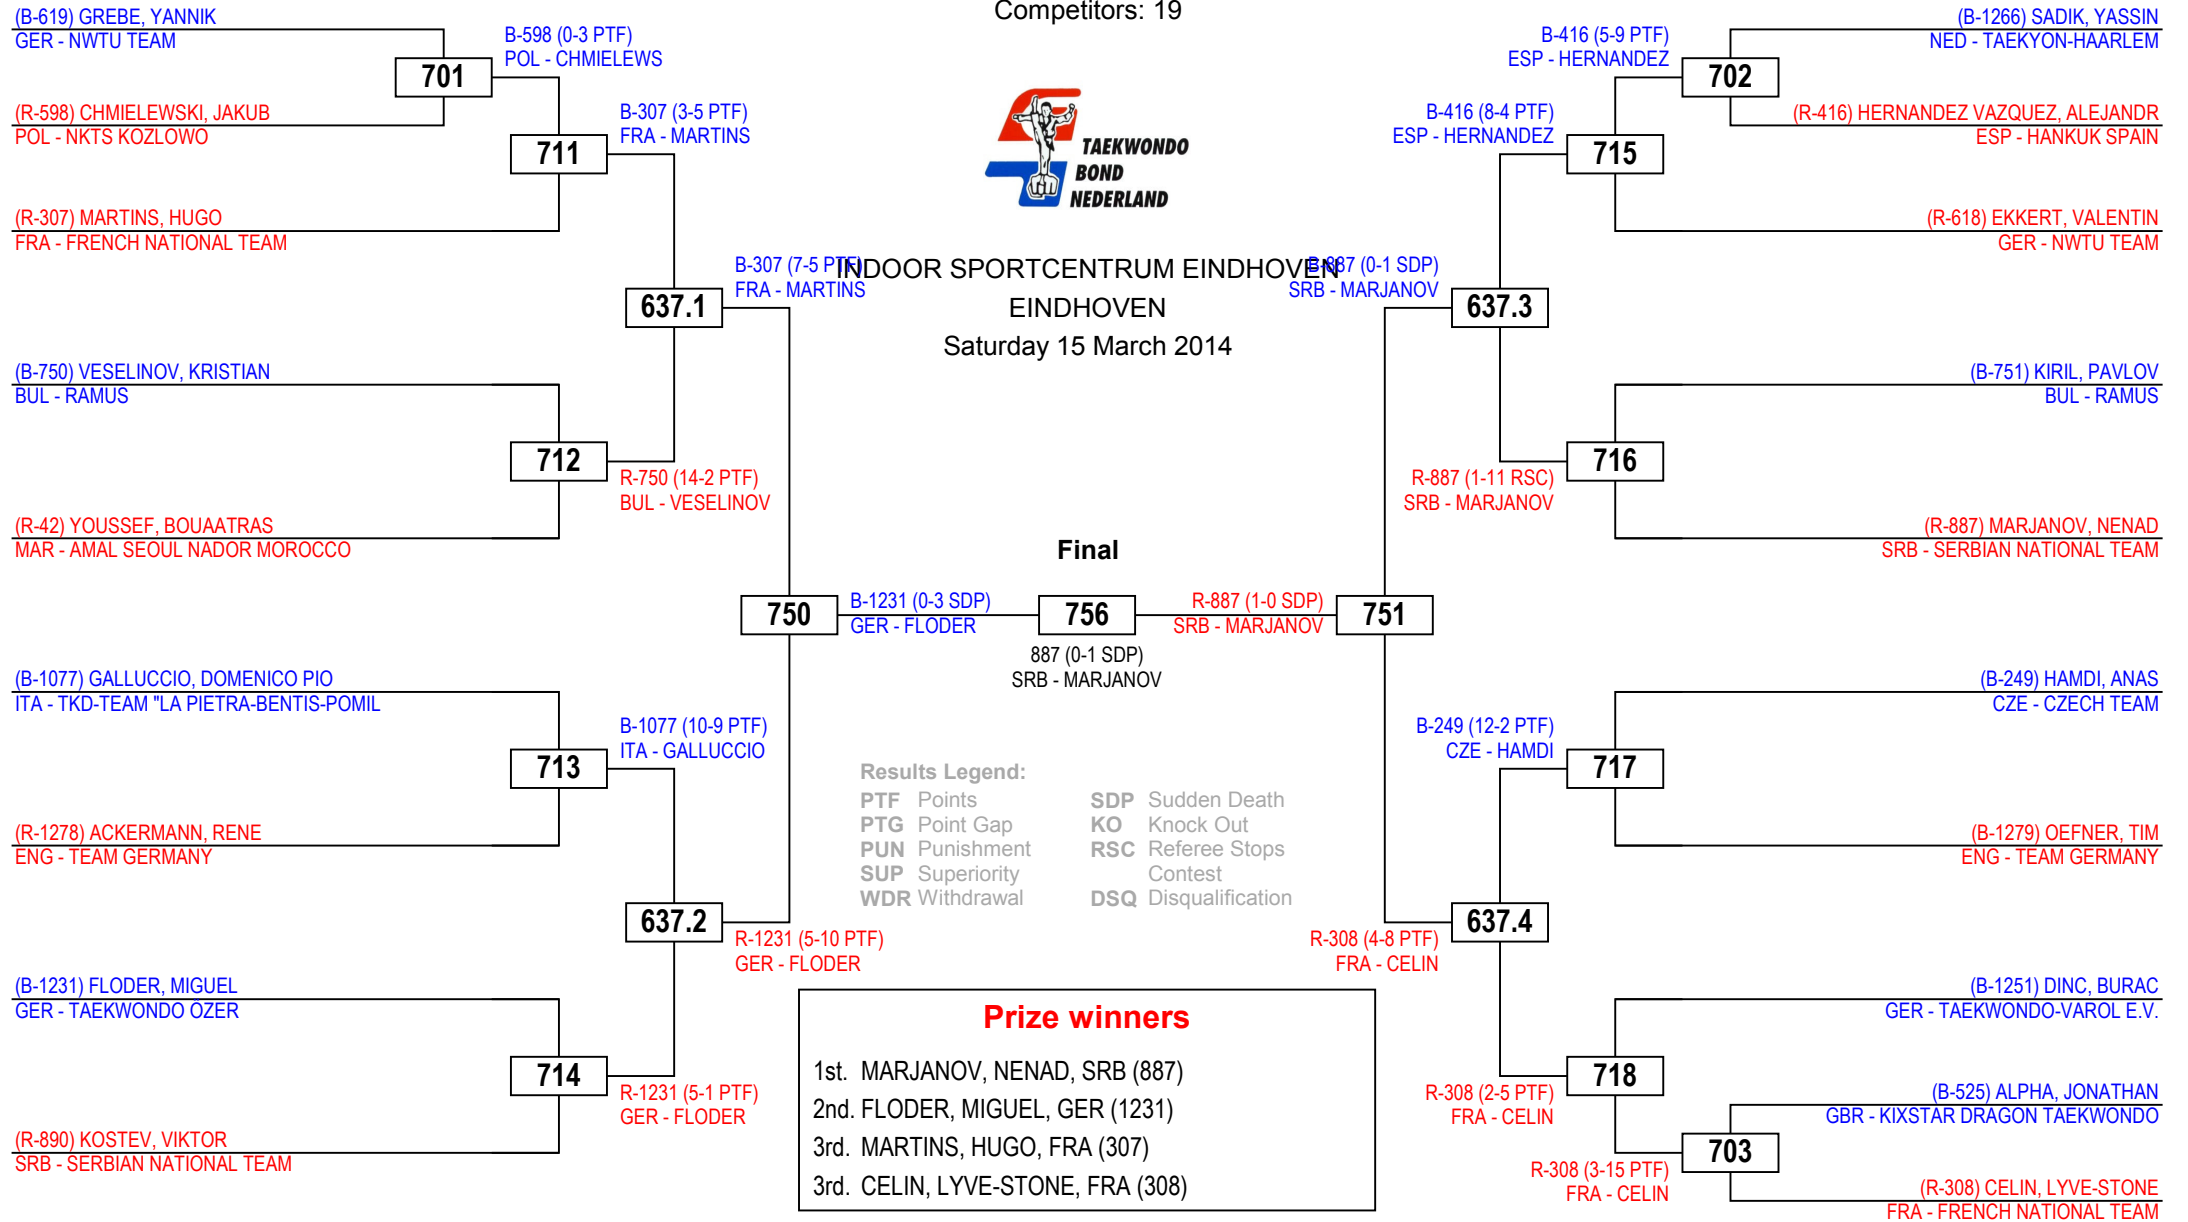 Competitors: 19
(B-619) GREBE, YANNIK
GER - NWTU TEAM
701
(R-598) CHMIELEWSKI, JAKUB
POL - NKTS KOZLOWO
B-598 (0-3 PTF)
POL - CHMIELEWS
711
(R-307) MARTINS, HUGO
FRA - FRENCH NATIONAL TEAM
B-307 (3-5 PTF)
FRA - MARTINS
637.1
B-307 (7-5 PTF)
FRA - MARTINS
(B-750) VESELINOV, KRISTIAN
BUL - RAMUS
712
(R-42) YOUSSEF, BOUAATRAS
MAR - AMAL SEOUL NADOR MOROCCO
R-750 (14-2 PTF)
BUL - VESELINOV
750
B-1231 (0-3 SDP)
GER - FLODER
(B-1077) GALLUCCIO, DOMENICO PIO
ITA - TKD-TEAM "LA PIETRA-BENTIS-POMIL
713
(R-1278) ACKERMANN, RENE
ENG - TEAM GERMANY
B-1077 (10-9 PTF)
ITA - GALLUCCIO
637.2
R-1231 (5-10 PTF)
GER - FLODER
(B-1231) FLODER, MIGUEL
GER - TAEKWONDO ÖZER
714
(R-890) KOSTEV, VIKTOR
SRB - SERBIAN NATIONAL TEAM
R-1231 (5-1 PTF)
GER - FLODER
TAEKWONDO
BOND
NEDERLAND
INDOOR SPORTCENTRUM EINDHOVEN
EINDHOVEN
Saturday 15 March 2014
Final
756
887 (0-1 SDP)
SRB - MARJANOV
Results Legend:
PTF Points
PTG Point Gap
PUN Punishment
SUP Superiority
WDR Withdrawal
SDP Sudden Death
KO Knock Out
RSC Referee Stops
Contest
DSQ Disqualification
Prize winners
1st. MARJANOV, NENAD, SRB (887)
2nd. FLODER, MIGUEL, GER (1231)
3rd. MARTINS, HUGO, FRA (307)
3rd. CELIN, LYVE-STONE, FRA (308)
(B-1266) SADIK, YASSIN
NED - TAEKYON-HAARLEM
702
(R-416) HERNANDEZ VAZQUEZ, ALEJANDR
ESP - HANKUK SPAIN
B-416 (5-9 PTF)
ESP - HERNANDEZ
715
(R-618) EKKERT, VALENTIN
GER - NWTU TEAM
B-416 (8-4 PTF)
ESP - HERNANDEZ
637.3
B-887 (0-1 SDP)
SRB - MARJANOV
(B-751) KIRIL, PAVLOV
BUL - RAMUS
716
(R-887) MARJANOV, NENAD
SRB - SERBIAN NATIONAL TEAM
R-887 (1-11 RSC)
SRB - MARJANOV
751
R-887 (1-0 SDP)
SRB - MARJANOV
(B-249) HAMDI, ANAS
CZE - CZECH TEAM
717
(B-1279) OEFNER, TIM
ENG - TEAM GERMANY
B-249 (12-2 PTF)
CZE - HAMDI
637.4
R-308 (4-8 PTF)
FRA - CELIN
(B-1251) DINC, BURAC
GER - TAEKWONDO-VAROL E.V.
718
R-308 (2-5 PTF)
FRA - CELIN
(B-525) ALPHA, JONATHAN
GBR - KIXSTAR DRAGON TAEKWONDO
703
R-308 (3-15 PTF)
FRA - CELIN
(R-308) CELIN, LYVE-STONE
FRA - FRENCH NATIONAL TEAM